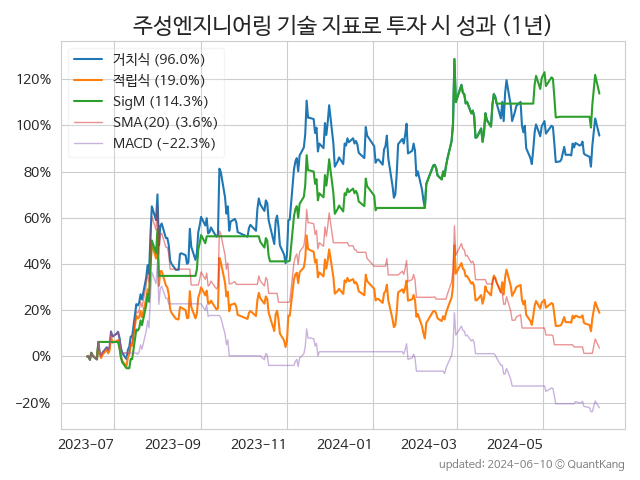 주성엔지니어링 기술 지표로 투자 시 성과 (1년)
거치식 (96.0%)
적립식 (19.0%)
SigM (114.3%)
SMA(20) (3.6%)
MACD (−22.3%)
120%
100%
80%
60%
40%
20%
0%
−20%
2023-07 2023-09 2023-11 2024-01 2024-03 2024-05
updated: 2024-06-10 © QuantKang